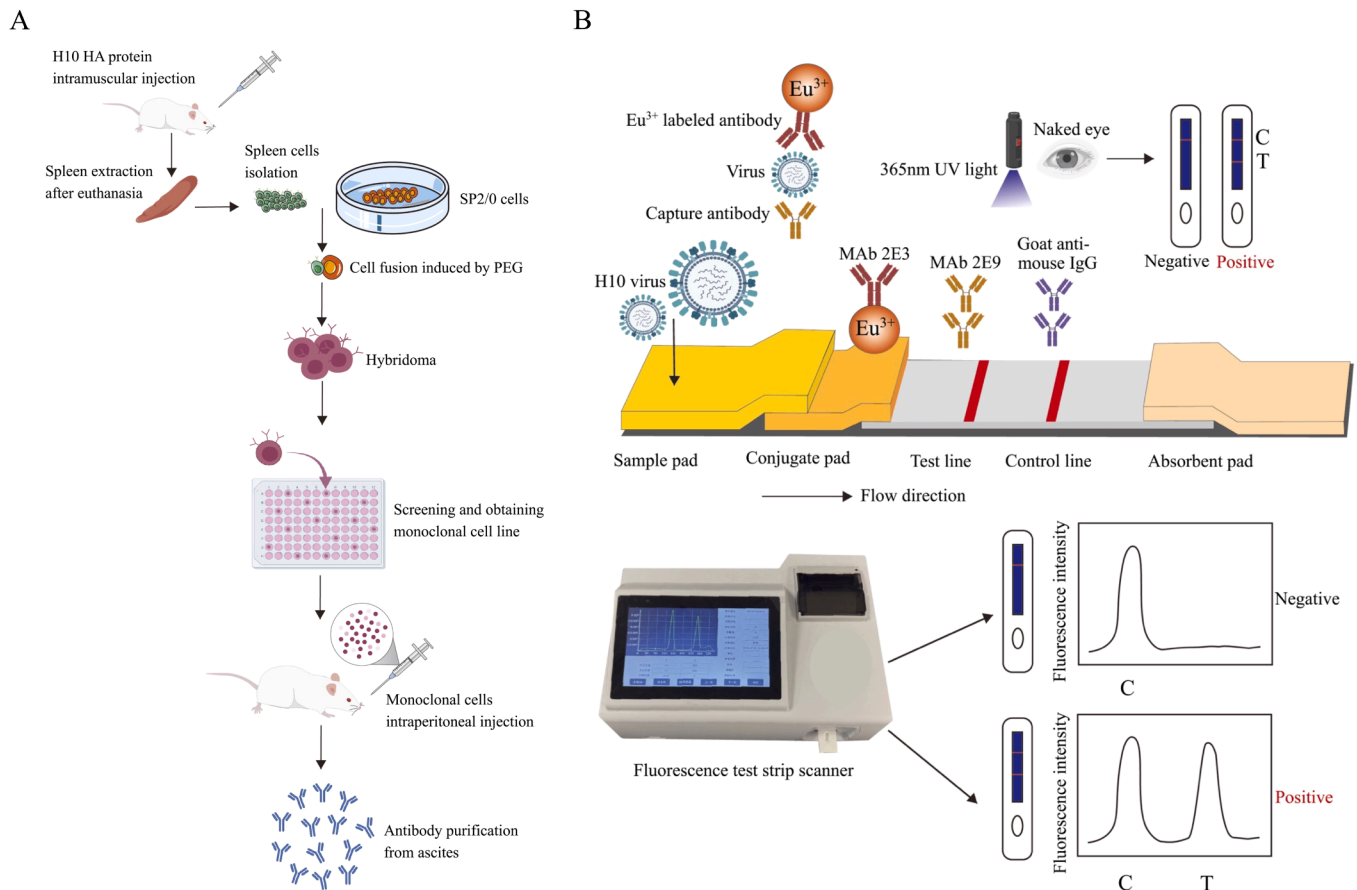 A
H10 HA protein
intramuscular injection
Spleen extraction
after euthanasia
Spleen cells
isolation
SP2/0 cells
Cell fusion induced by PEG
Hybridoma
Screening and obtaining
monoclonal cell line
Monoclonal cells
intraperitoneal injection
Antibody purification
from ascites
B
Eu³⁺
Eu³⁺ labeled antibody
Virus
Capture antibody
365nm UV light
Naked eye
C
T
Negative
Positive
H10 virus
MAb 2E3
Eu³⁺
MAb 2E9
Goat anti-
mouse IgG
Sample pad
Conjugate pad
Test line
Control line
Absorbent pad
Flow direction
Fluorescence test strip scanner
Fluorescence intensity
Negative
C
Fluorescence intensity
Positive
C
T